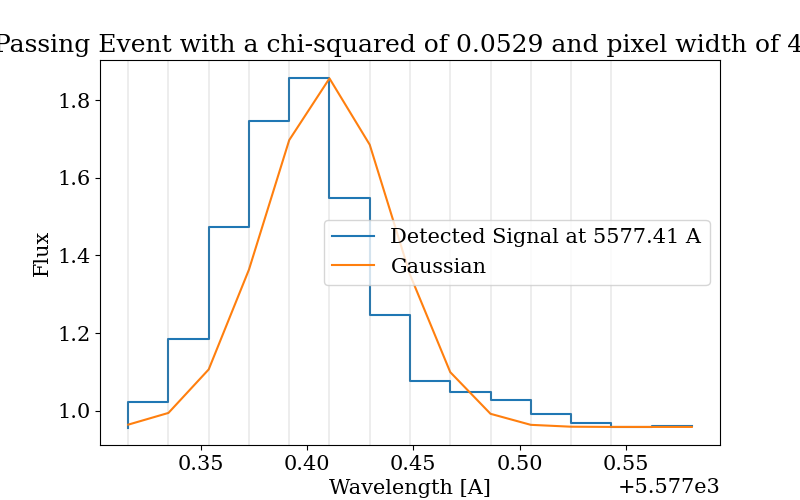 Passing Event with a chi-squared of 0.0529 and pixel width of 4
Flux
1.8
1.6
1.4
1.2
1.0
Detected Signal at 5577.41 A
Gaussian
0.35 0.40 0.45 0.50 0.55
Wavelength [A]
+5.577e3